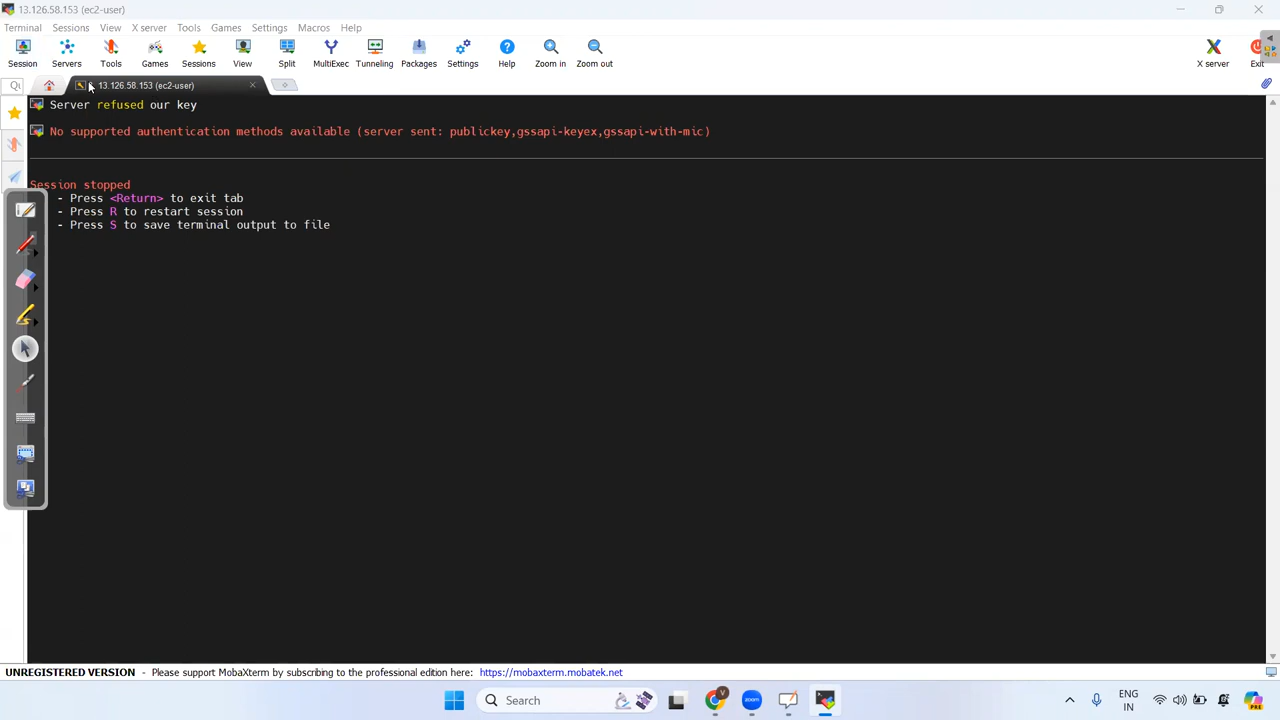 13.126.58.153 (ec2-user)
Terminal Sessions View X server Tools Games Settings Macros Help
Session Servers Tools Games Sessions View Split MultiExec Tunneling Packages Settings Help Zoom in Zoom out X server Exit
13.126.58.153 (ec2-user)
Server refused our key
No supported authentication methods available (server sent: publickey,gssapi-keyex,gssapi-with-mic)
Session stopped
- Press <Return> to exit tab
- Press R to restart session
- Press S to save terminal output to file
UNREGISTERED VERSION - Please support MobaXterm by subscribing to the professional edition here: https://mobaxterm.mobatek.net
Search
ENG
IN